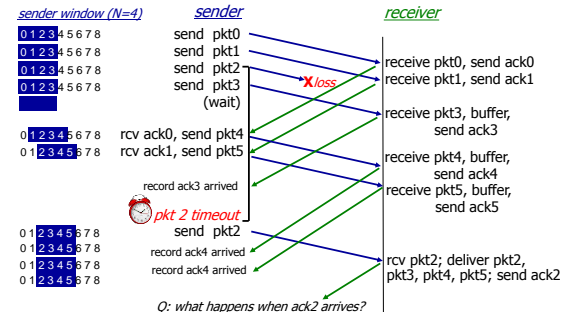 sender window (N=4)
sender
receiver
0 1 2 3 4 5 6 7 8
send pkt0
0 1 2 3 4 5 6 7 8
send pkt1
0 1 2 3 4 5 6 7 8
send pkt2
0 1 2 3 4 5 6 7 8
send pkt3
(wait)
Xloss
receive pkt0, send ack0
receive pkt1, send ack1
receive pkt3, buffer,
send ack3
0 1 2 3 4 5 6 7 8
rcv ack0, send pkt4
0 1 2 3 4 5 6 7 8
rcv ack1, send pkt5
receive pkt4, buffer,
send ack4
receive pkt5, buffer,
send ack5
record ack3 arrived
pkt 2 timeout
0 1 2 3 4 5 6 7 8
send pkt2
0 1 2 3 4 5 6 7 8
record ack4 arrived
0 1 2 3 4 5 6 7 8
record ack4 arrived
0 1 2 3 4 5 6 7 8
rcv pkt2; deliver pkt2,
pkt3, pkt4, pkt5; send ack2
Q: what happens when ack2 arrives?